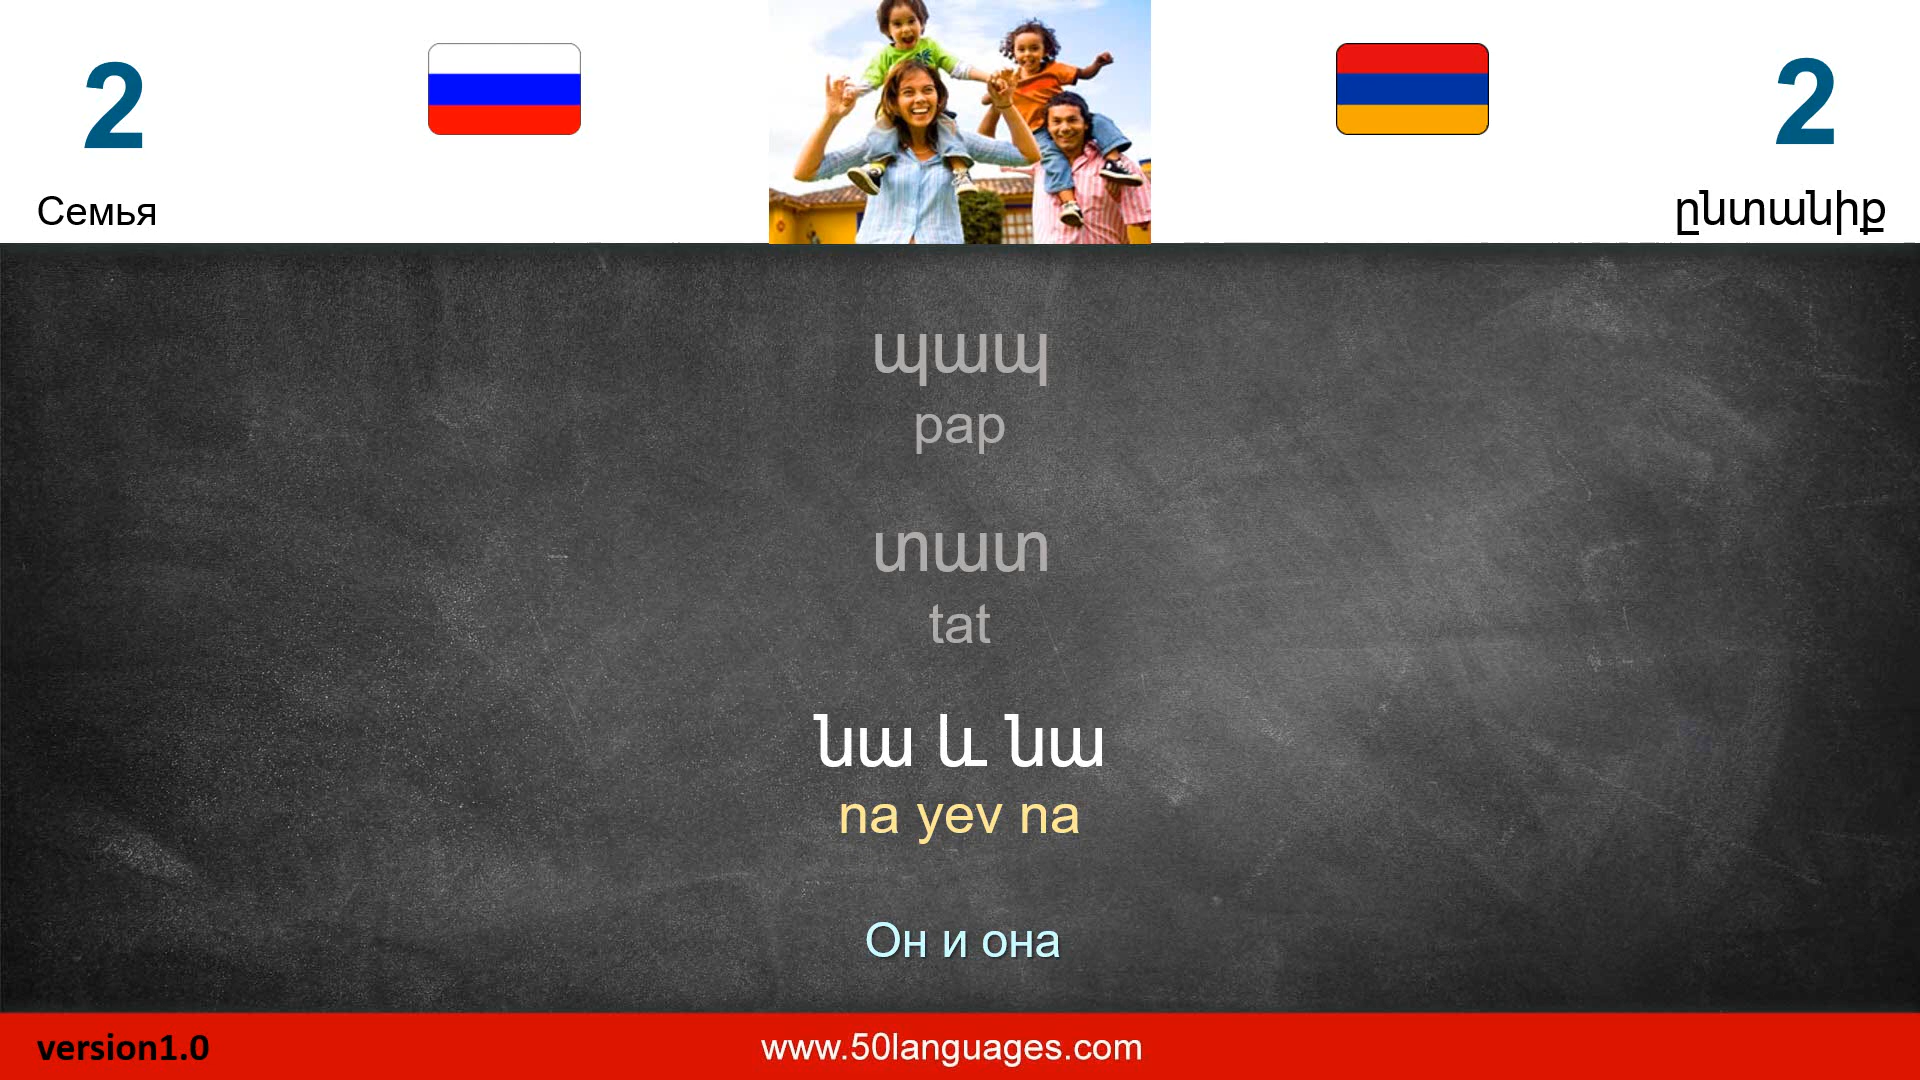 2
2
Семья
ընտանիք
պապ
pap
տատ
tat
նա և նա
na yev na
Он и она
version1.0
www.50languages.com